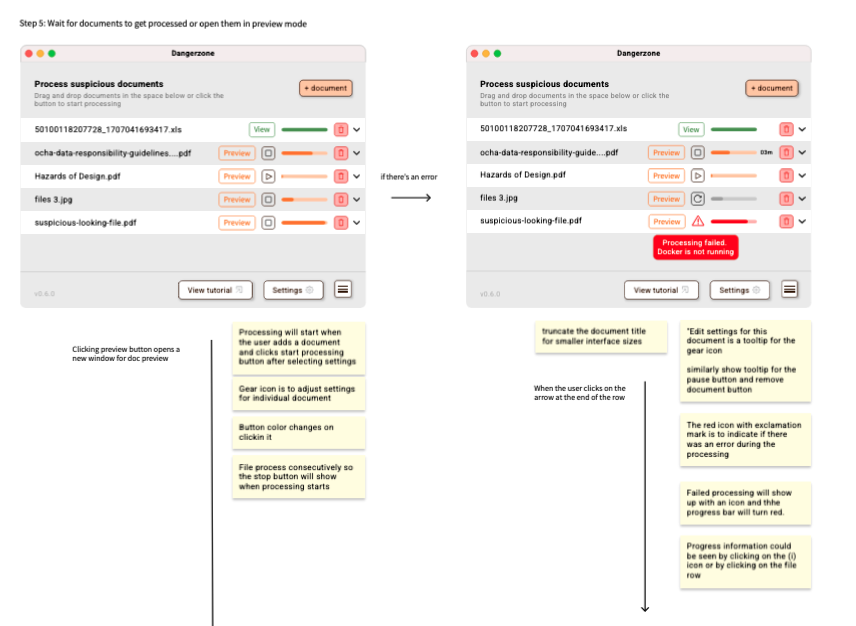 Step 5: Wait for documents to get processed or open them in preview mode
Dangerzone
Process suspicious documents
Drag and drop documents in the space below or click the
button to start processing
+ document
50100118207728_1707041693417.xls
View
ocha-data-responsibility-guidelines....pdf
Preview
Hazards of Design.pdf
Preview
files 3.jpg
Preview
suspicious-looking-file.pdf
Preview
v0.6.0
View tutorial
Settings
if there's an error
Dangerzone
Process suspicious documents
Drag and drop documents in the space below or click the
button to start processing
+ document
50100118207728_1707041693417.xls
View
ocha-data-responsibility-guide....pdf
Preview
03m
Hazards of Design.pdf
Preview
files 3.jpg
Preview
suspicious-looking-file.pdf
Preview
Processing failed.
Docker is not running
v0.6.0
View tutorial
Settings
Clicking preview button opens a
new window for doc preview
Processing will start when
the user adds a document
and clicks start processing
button after selecting settings
Gear icon is to adjust settings
for individual document
Button color changes on
clickin it
File process consecutively so
the stop button will show
when processing starts
truncate the document title
for smaller interface sizes
When the user clicks on the
arrow at the end of the row
"Edit settings for this
document is a tooltip for the
gear icon
similarly show tooltip for the
pause button and remove
document button
The red icon with exclamation
mark is to indicate if there
was an error during the
processing
Failed processing will show
up with an icon and thhe
progress bar will turn red.
Progress information could
be seen by clicking on the (i)
icon or by clicking on the file
row